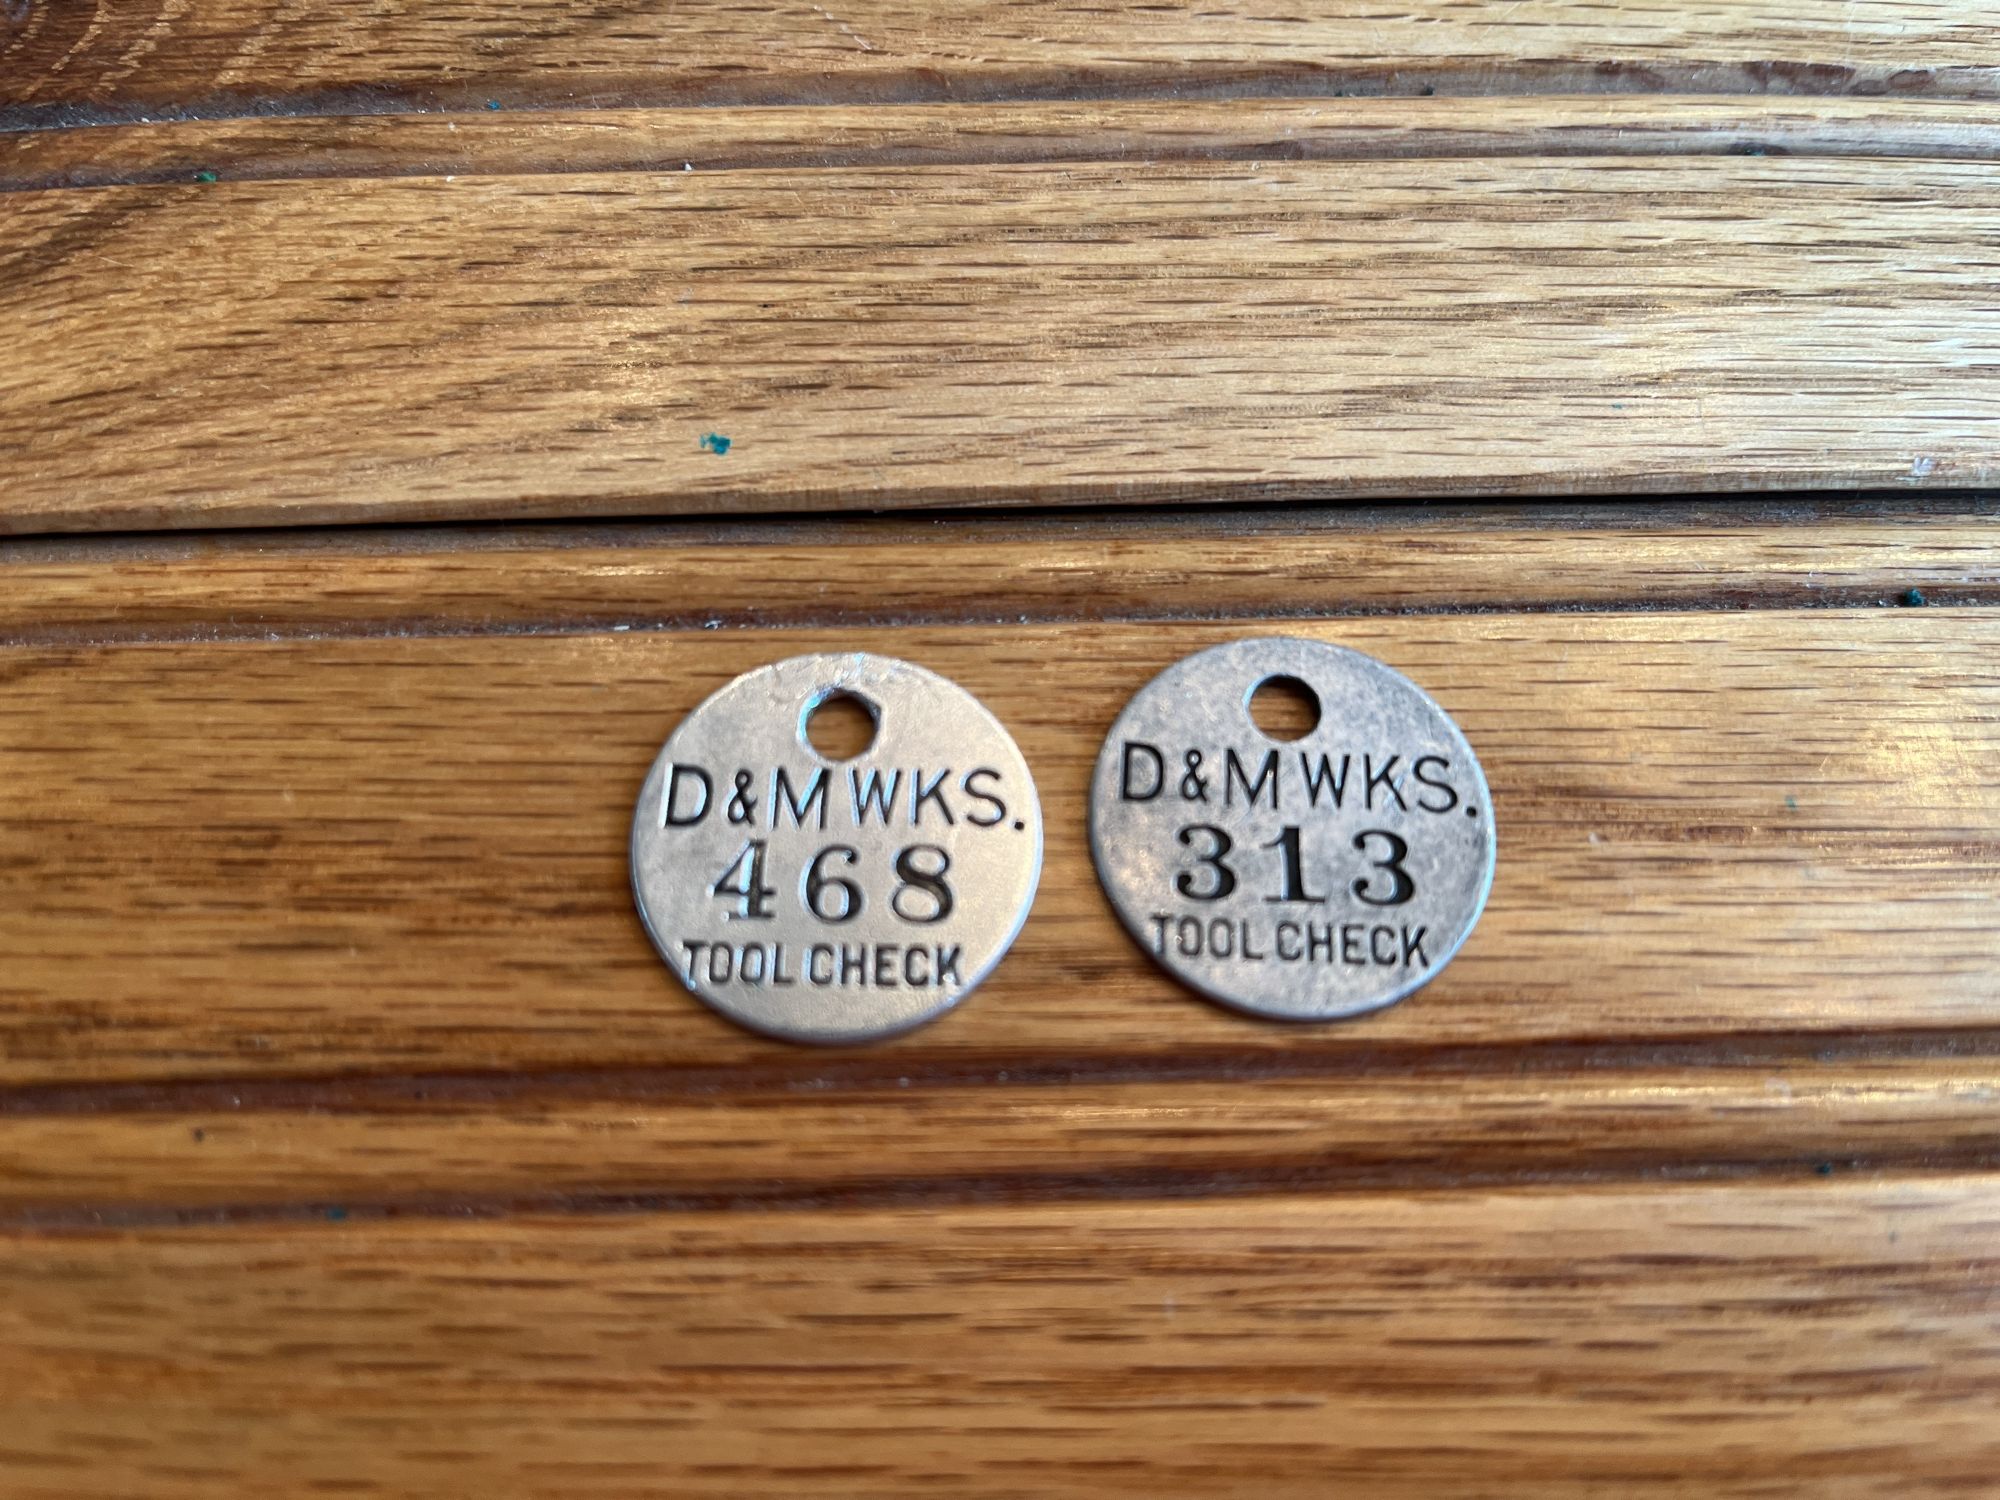 D & M WKS.
468
TOOL CHECK
D & M WKS.
313
TOOL CHECK